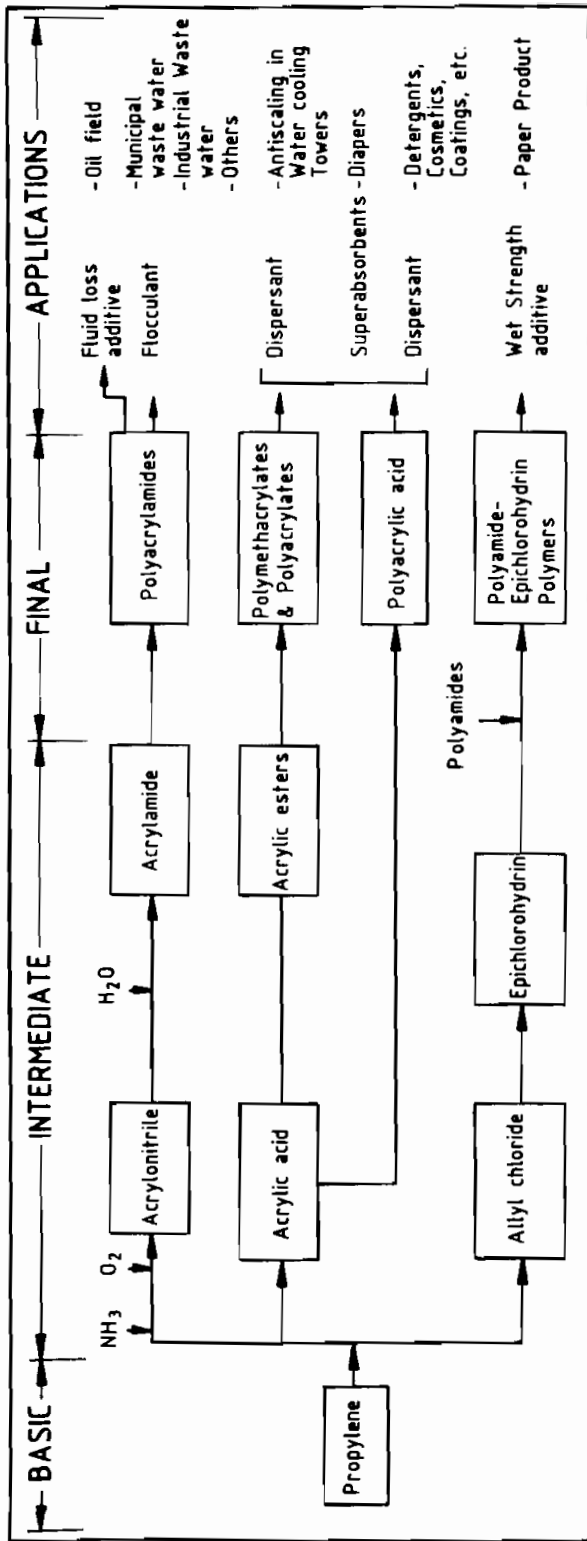 BASIC
INTERMEDIATE
FINAL
APPLICATIONS
Propylene
NH3
O2
Acrylonitrile
H2O
Acrylamide
Polyacrylamides
Fluid loss
additive
- Oil field
Flocculant
- Municipal
waste water
- Industrial Waste
water
- Others
Acrylic acid
Acrylic esters
Polymethacrylates
& Polyacrylates
Dispersant
- Antiscaling in
Water cooling
Towers
Superabsorbents - Diapers
Polyacrylic acid
Dispersant
- Detergents,
Cosmetics,
Coatings, etc.
Allyl chloride
Epichlorohydrin
Polyamides
Polyamide-
Epichlorohydrin
Polymers
Wet Strength
additive
- Paper Product